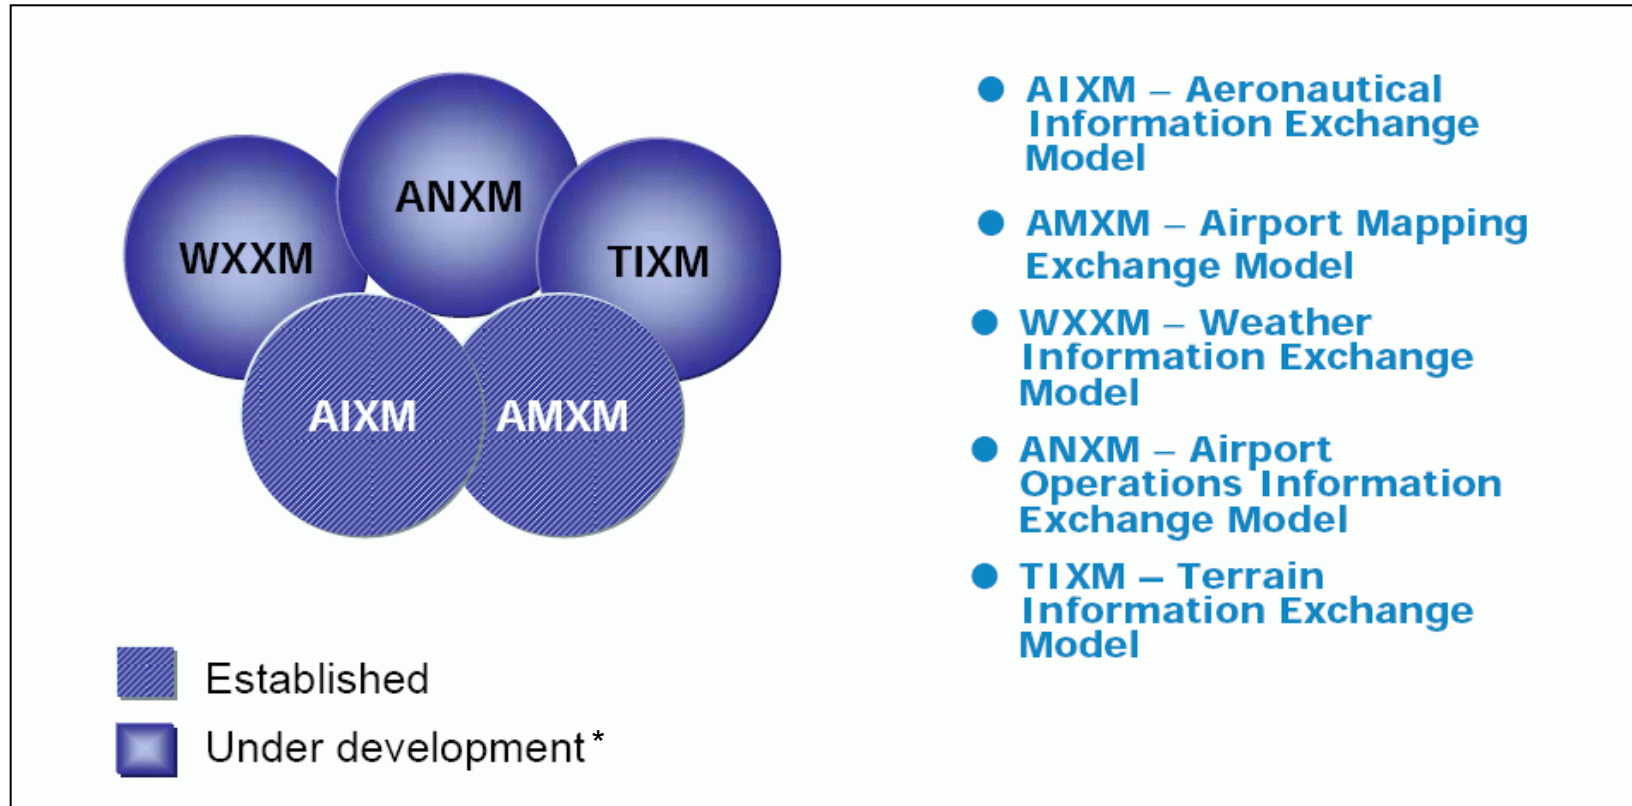 ANXM
WXXM
TIXM
AIXM
AMXM
Established
Under development*
● AIXM – Aeronautical
Information Exchange
Model
● AMXM – Airport Mapping
Exchange Model
● WXXM – Weather
Information Exchange
Model
● ANXM – Airport
Operations Information
Exchange Model
● TIXM – Terrain
Information Exchange
Model